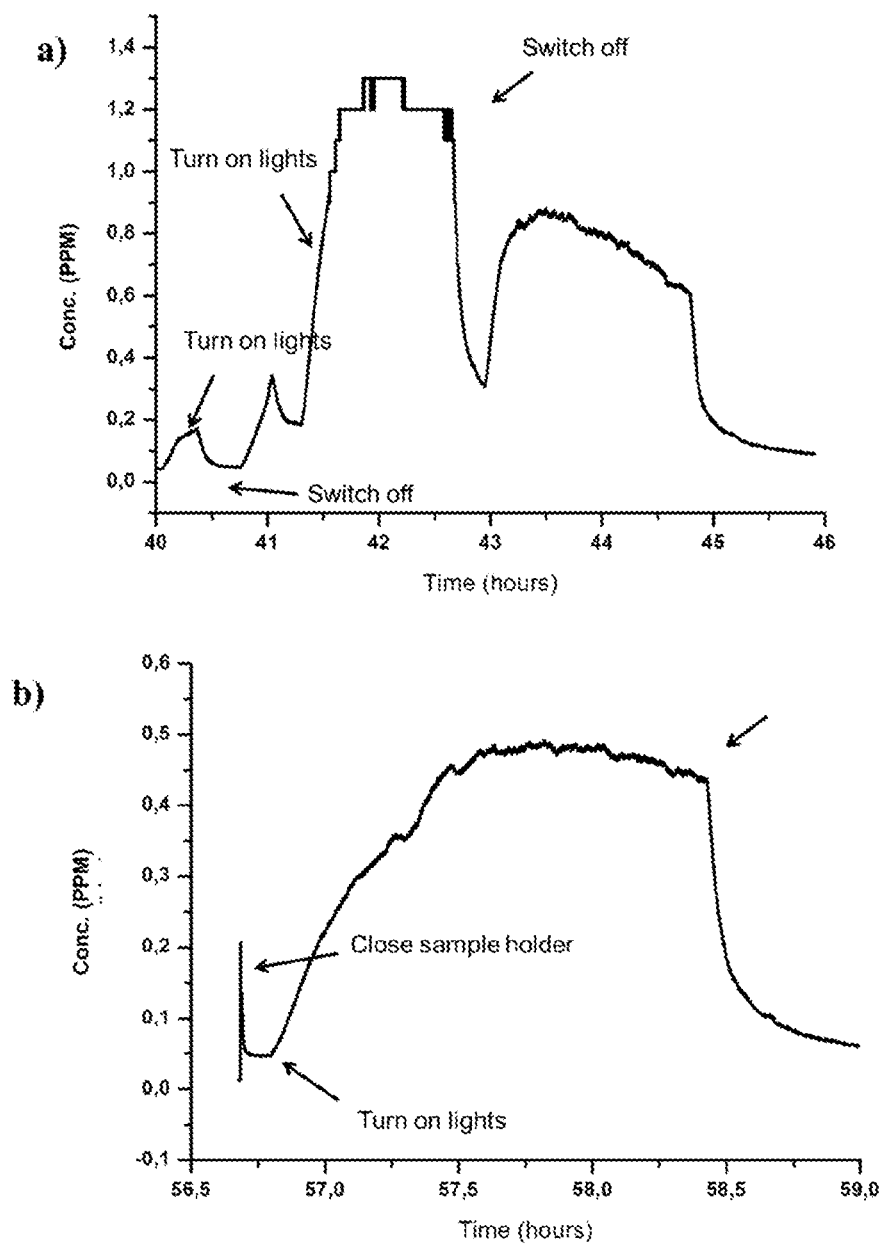 a)
Switch off
Turn on lights
Turn on lights
Switch off
Conc. (PPM)
1,4
1,2
1,0
0,8
0,6
0,4
0,2
0,0
40 41 42 43 44 45 46
Time (hours)
b)
Close sample holder
Turn on lights
Conc. (PPM)
0,6
0,5
0,4
0,3
0,2
0,1
0,0
-0,1
56,5 57,0 57,5 58,0 58,5 59,0
Time (hours)